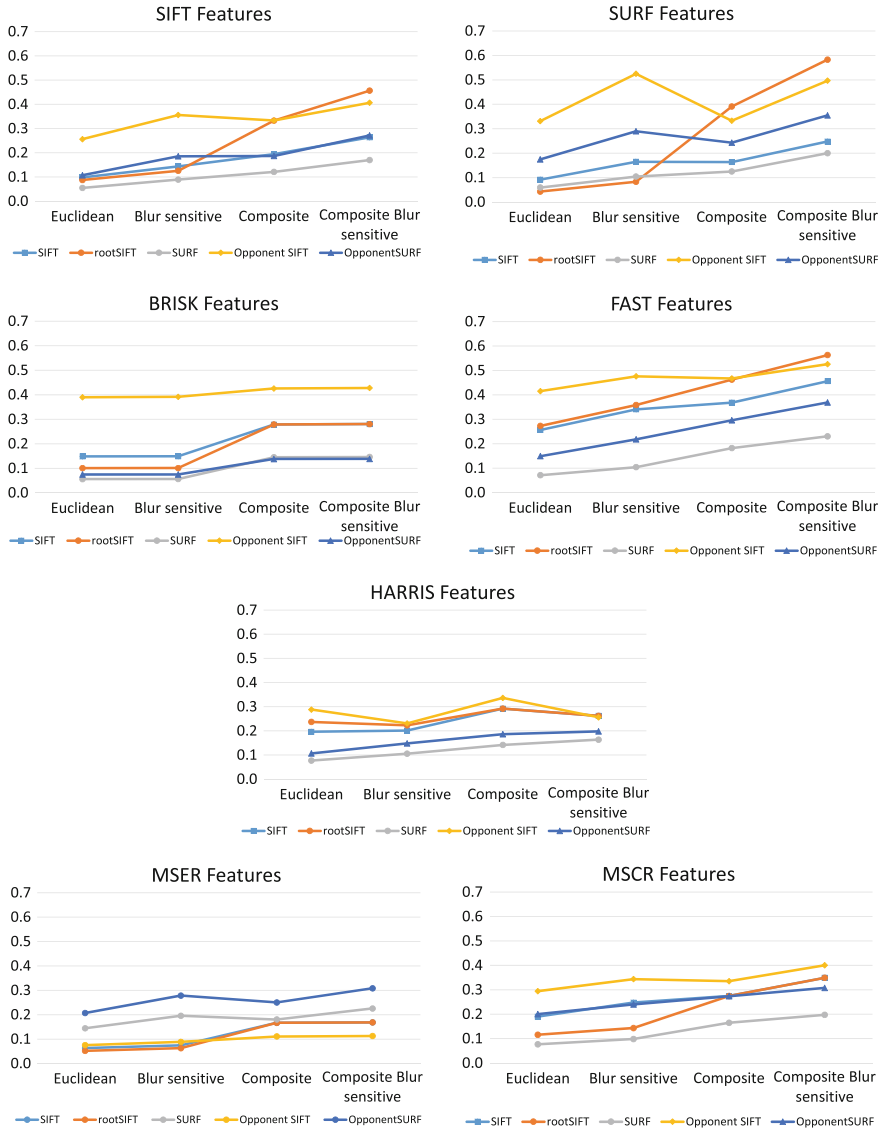 SIFT Features
0.7
0.6
0.5
0.4
0.3
0.2
0.1
0.0
Euclidean Blur sensitive Composite Composite Blur
sensitive
SIFT rootSIFT SURF Opponent SIFT OpponentSURF
SURF Features
0.7
0.6
0.5
0.4
0.3
0.2
0.1
0.0
Euclidean Blur sensitive Composite Composite Blur
sensitive
SIFT rootSIFT SURF Opponent SIFT OpponentSURF
BRISK Features
0.7
0.6
0.5
0.4
0.3
0.2
0.1
0.0
Euclidean Blur sensitive Composite Composite Blur
sensitive
SIFT rootSIFT SURF Opponent SIFT OpponentSURF
FAST Features
0.7
0.6
0.5
0.4
0.3
0.2
0.1
0.0
Euclidean Blur sensitive Composite Composite Blur
sensitive
SIFT rootSIFT SURF Opponent SIFT OpponentSURF
HARRIS Features
0.7
0.6
0.5
0.4
0.3
0.2
0.1
0.0
Euclidean Blur sensitive Composite Composite Blur
sensitive
SIFT rootSIFT SURF Opponent SIFT OpponentSURF
MSER Features
0.7
0.6
0.5
0.4
0.3
0.2
0.1
0.0
Euclidean Blur sensitive Composite Composite Blur
sensitive
SIFT rootSIFT SURF Opponent SIFT OpponentSURF
MSCR Features
0.7
0.6
0.5
0.4
0.3
0.2
0.1
0.0
Euclidean Blur sensitive Composite Composite Blur
sensitive
SIFT rootSIFT SURF Opponent SIFT OpponentSURF